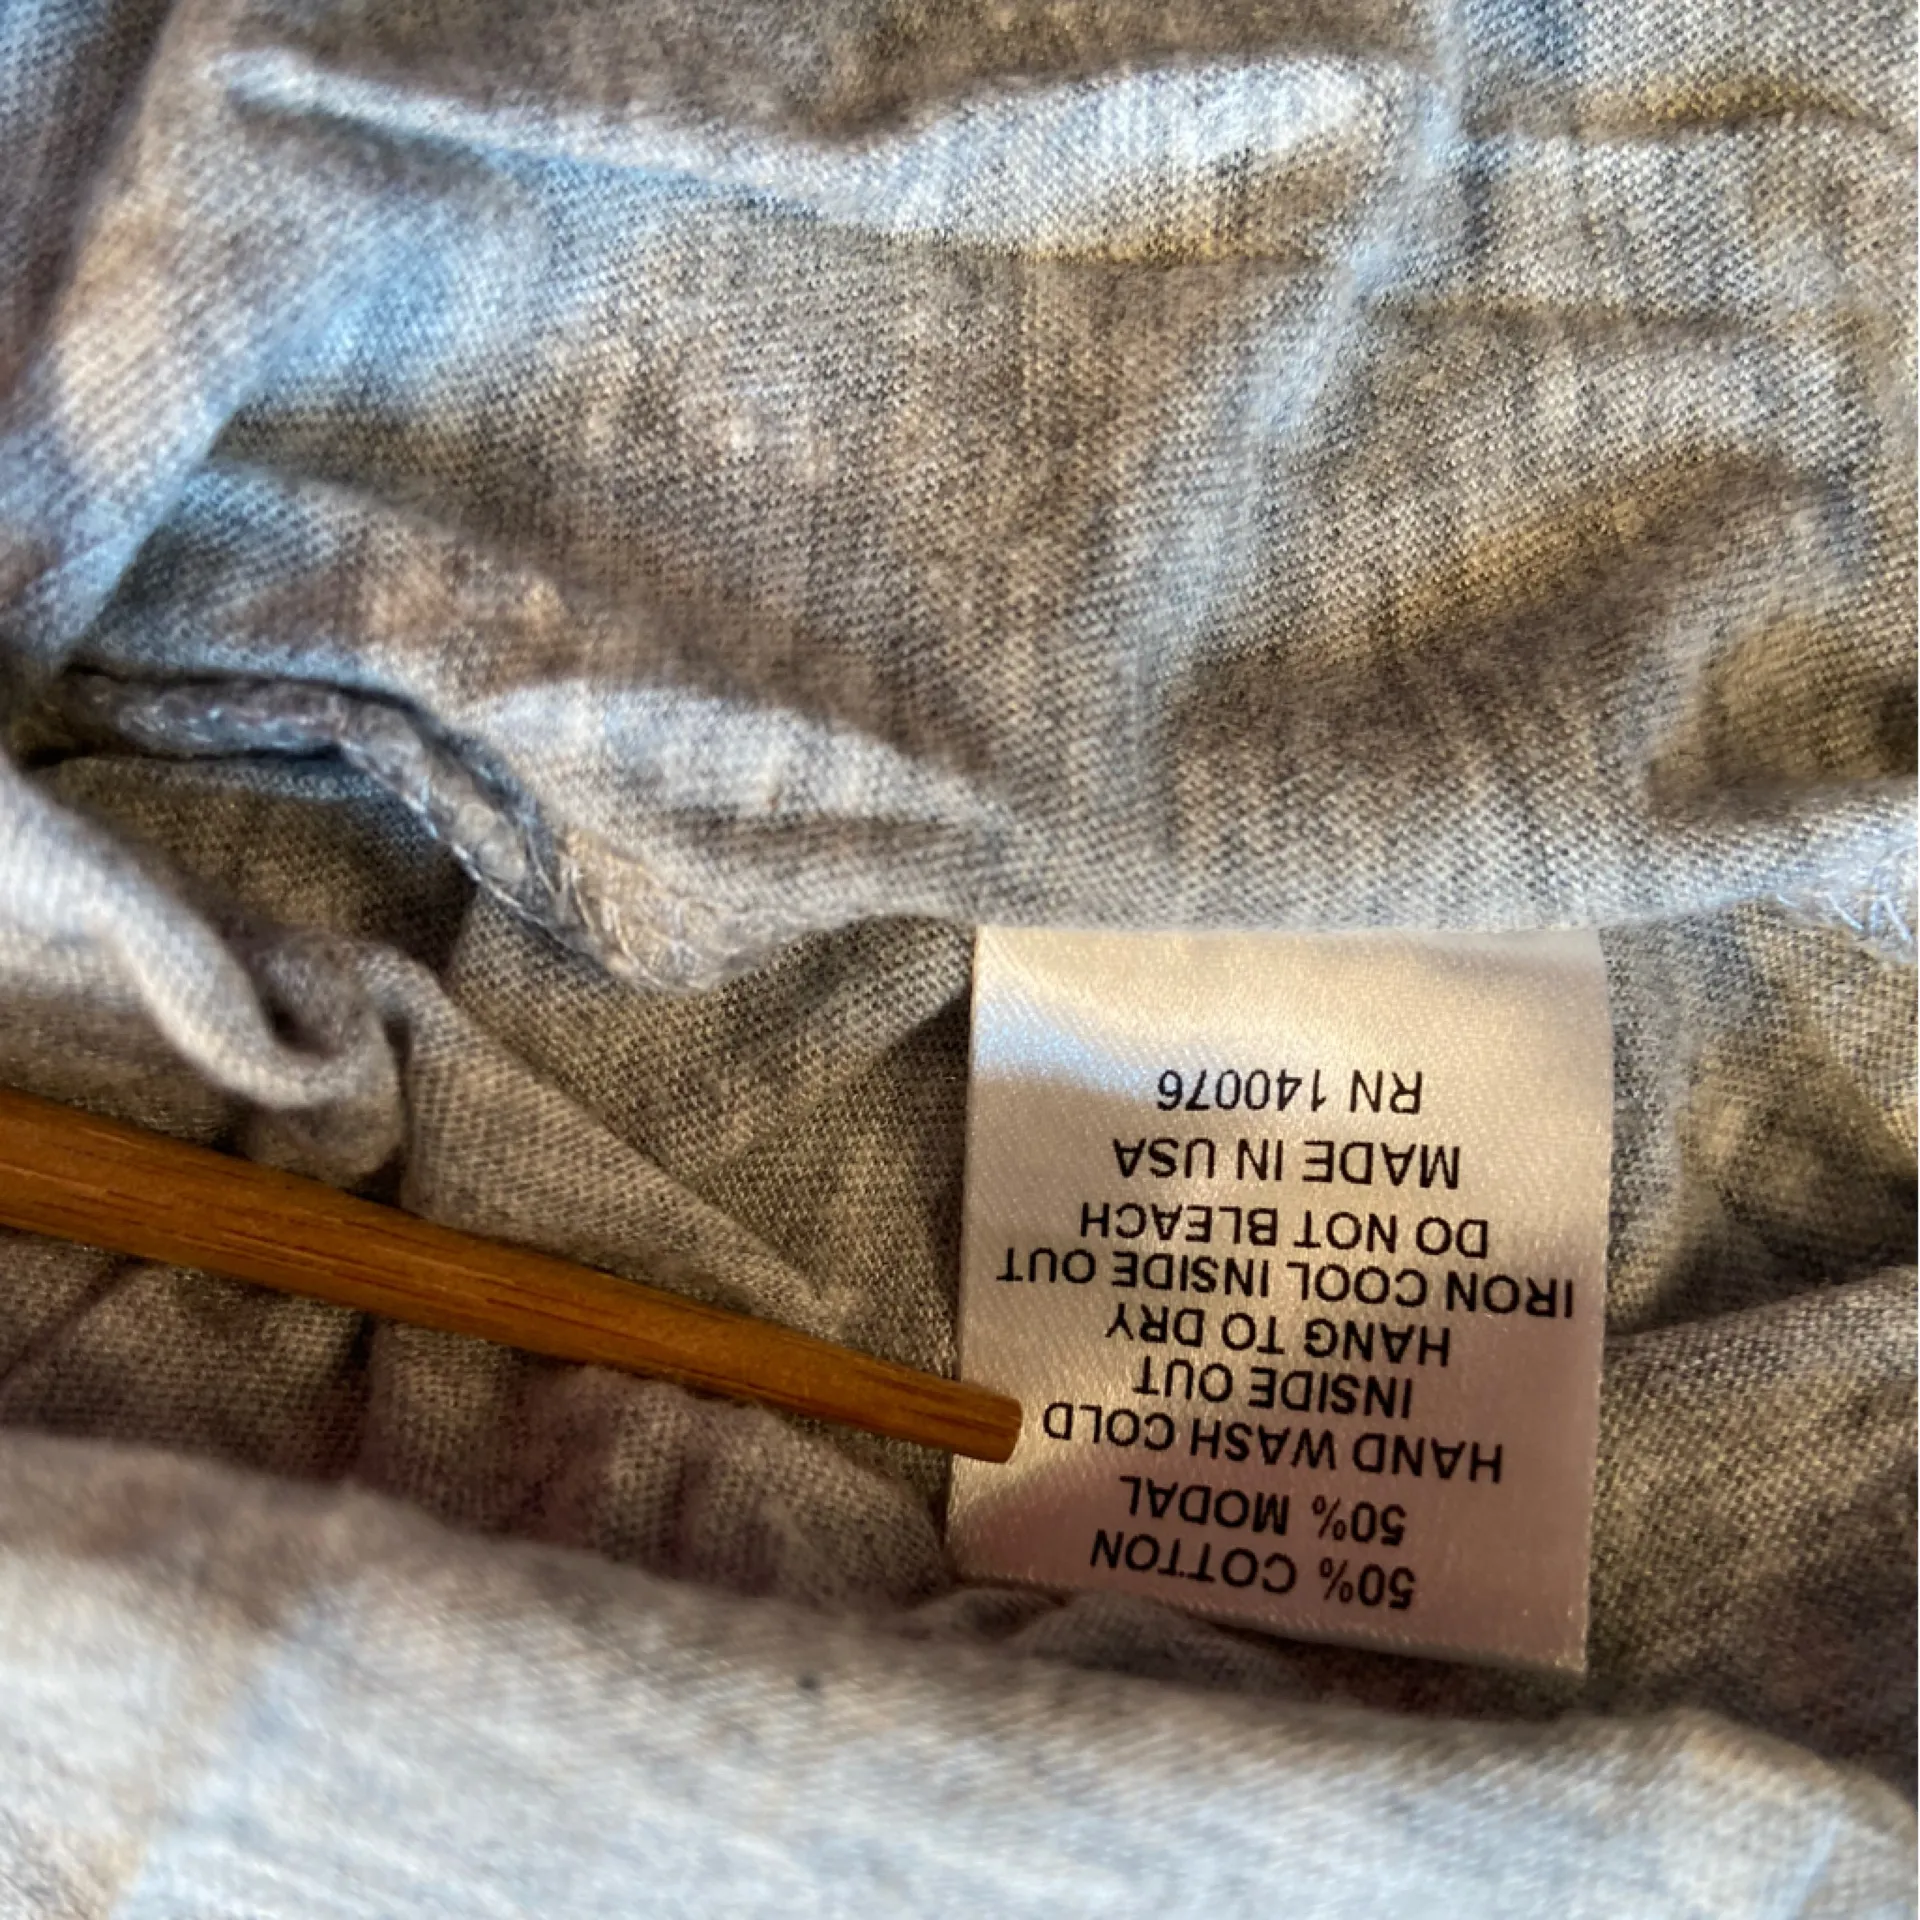 50% COTTON
50% MODAL
HAND WASH COLD
INSIDE OUT
HANG TO DRY
IRON COOL INSIDE OUT
DO NOT BLEACH
MADE IN USA
RN 140076